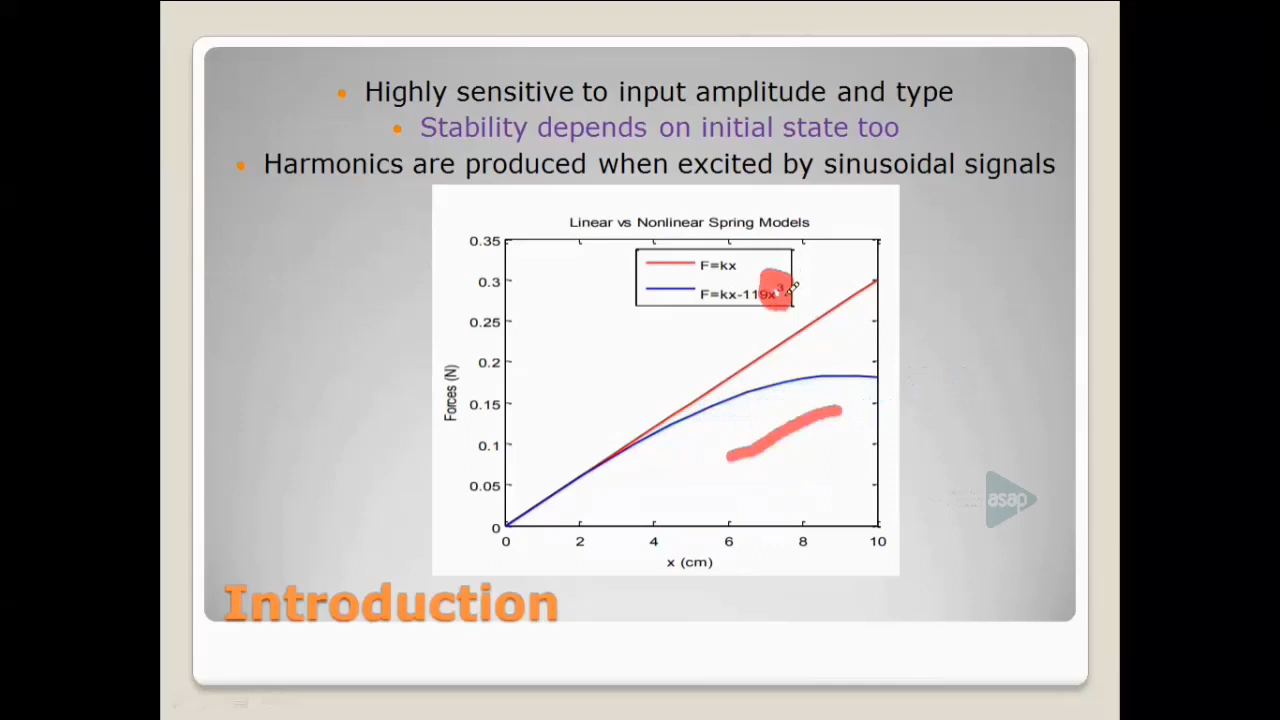 Highly sensitive to input amplitude and type
Stability depends on initial state too
Harmonics are produced when excited by sinusoidal signals
Linear vs Nonlinear Spring Models
F=kx
F=kx-119x³
0.35
0.3
0.25
0.2
0.15
0.1
0.05
0
Forces (N)
0 2 4 6 8 10
x (cm)
asap
Introduction